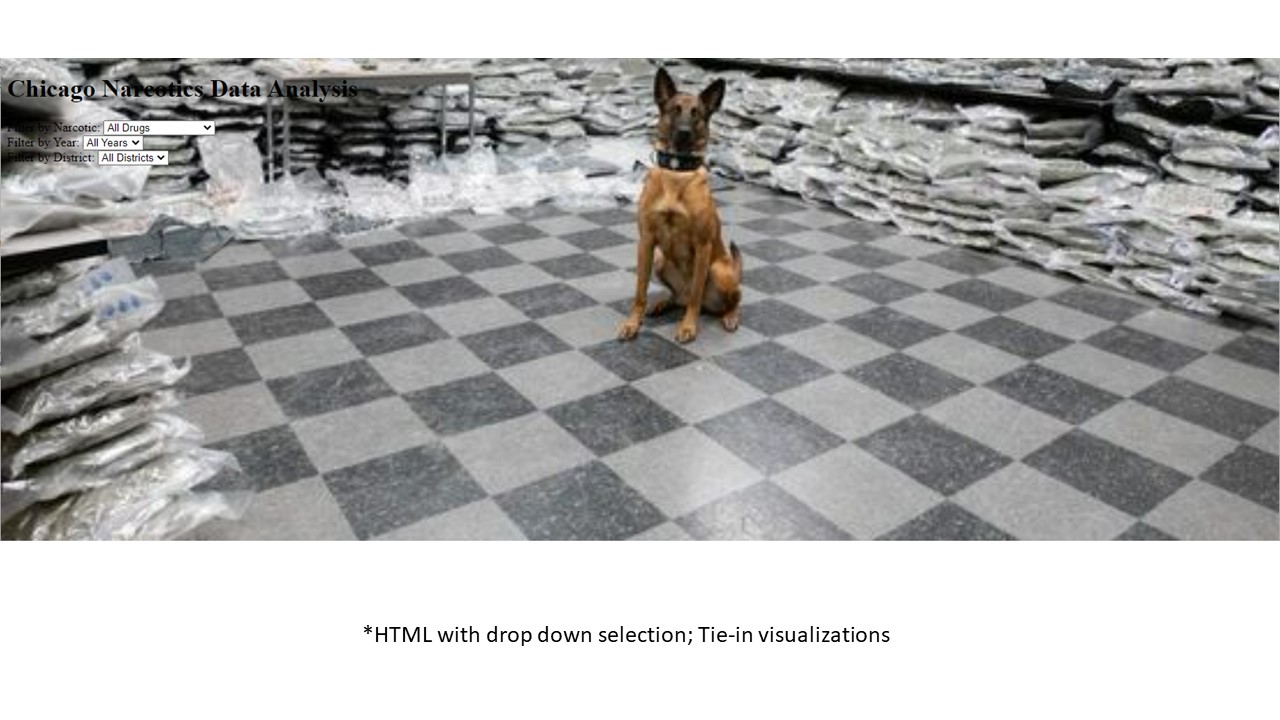 Chicago Narcotics Data Analysis
Filter by Narcotic: All Drugs
Filter by Year: All Years
Filter by District: All Districts
*HTML with drop down selection; Tie-in visualizations